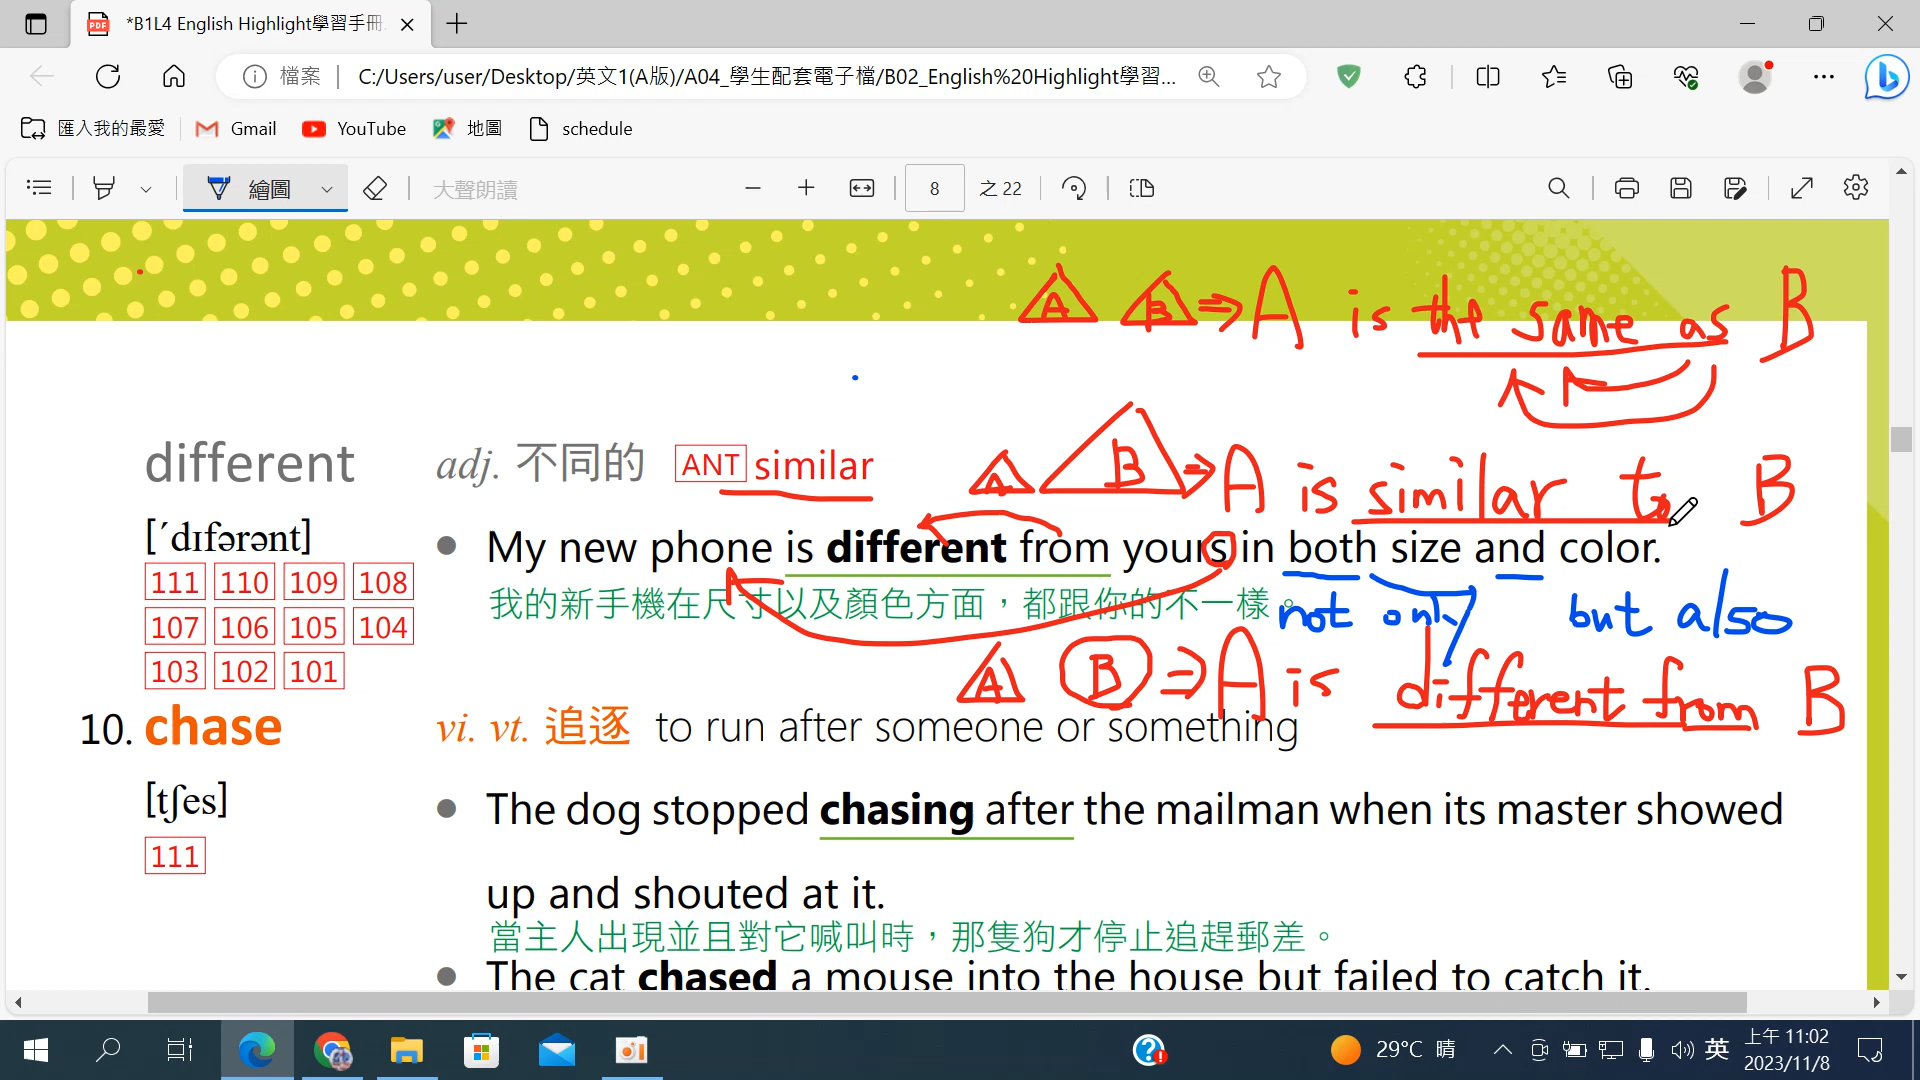 *B1L4 English Highlight學習手冊
檔案
C:/Users/user/Desktop/英文1(A版)/A04_學生配套電子檔/B02_English%20Highlight學習...
匯入我的最愛
Gmail
YouTube
地圖
schedule
繪圖
大聲朗讀
8
之 22
A B ⇒ A is the same as B
different adj. 不同的 ANT similar
A B ⇒ A is similar to B
[ˊdɪfərənt]
My new phone is different from yours in both size and color.
111 110 109 108
我的新手機在尺寸以及顏色方面，都跟你的不一樣。
not only but also
107 106 105 104
103 102 101
A B ⇒ A is different from B
10. chase vi. vt. 追逐 to run after someone or something
[tʃes]
The dog stopped chasing after the mailman when its master showed
111
up and shouted at it.
當主人出現並且對它喊叫時，那隻狗才停止追趕郵差。
The cat chased a mouse into the house but failed to catch it.
29°C 晴
英
上午 11:02
2023/11/8